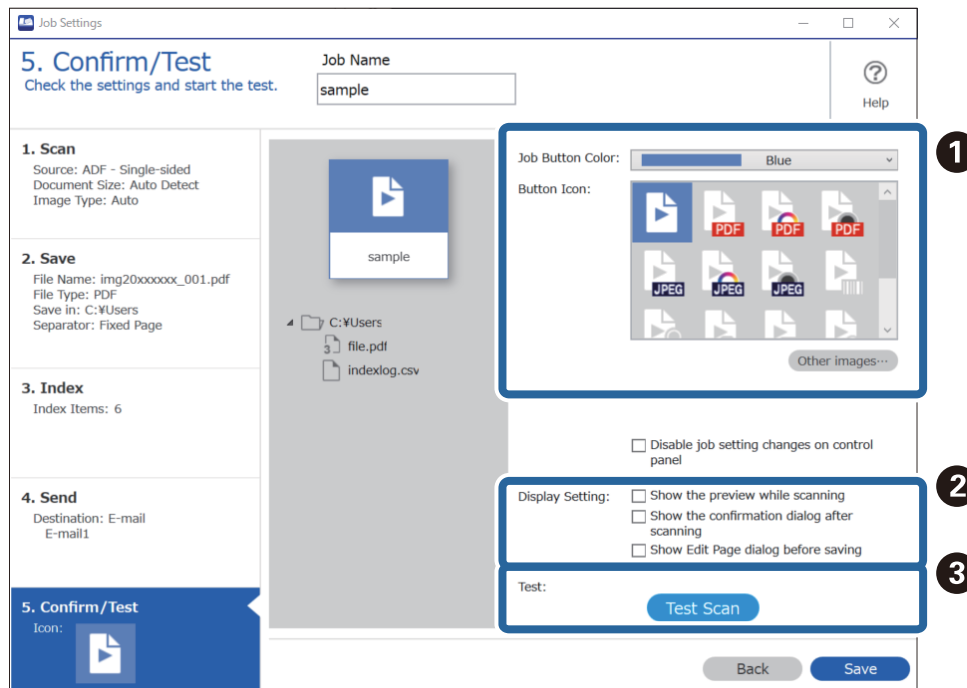 Job Settings
5. Confirm/Test
Check the settings and start the test.
Job Name
sample
Help
1. Scan
Source: ADF - Single-sided
Document Size: Auto Detect
Image Type: Auto
2. Save
File Name: img20xxxxxx_001.pdf
File Type: PDF
Save in: C:¥Users
Separator: Fixed Page
3. Index
Index Items: 6
4. Send
Destination: E-mail
E-mail1
5. Confirm/Test
Icon:
sample
C:¥Users
3 file.pdf
indexlog.csv
1
Job Button Color: Blue
Button Icon:
PDF PDF PDF
JPEG JPEG JPEG
Other images...
Disable job setting changes on control
panel
2
Display Setting: Show the preview while scanning
Show the confirmation dialog after
scanning
Show Edit Page dialog before saving
3
Test:
Test Scan
Back Save